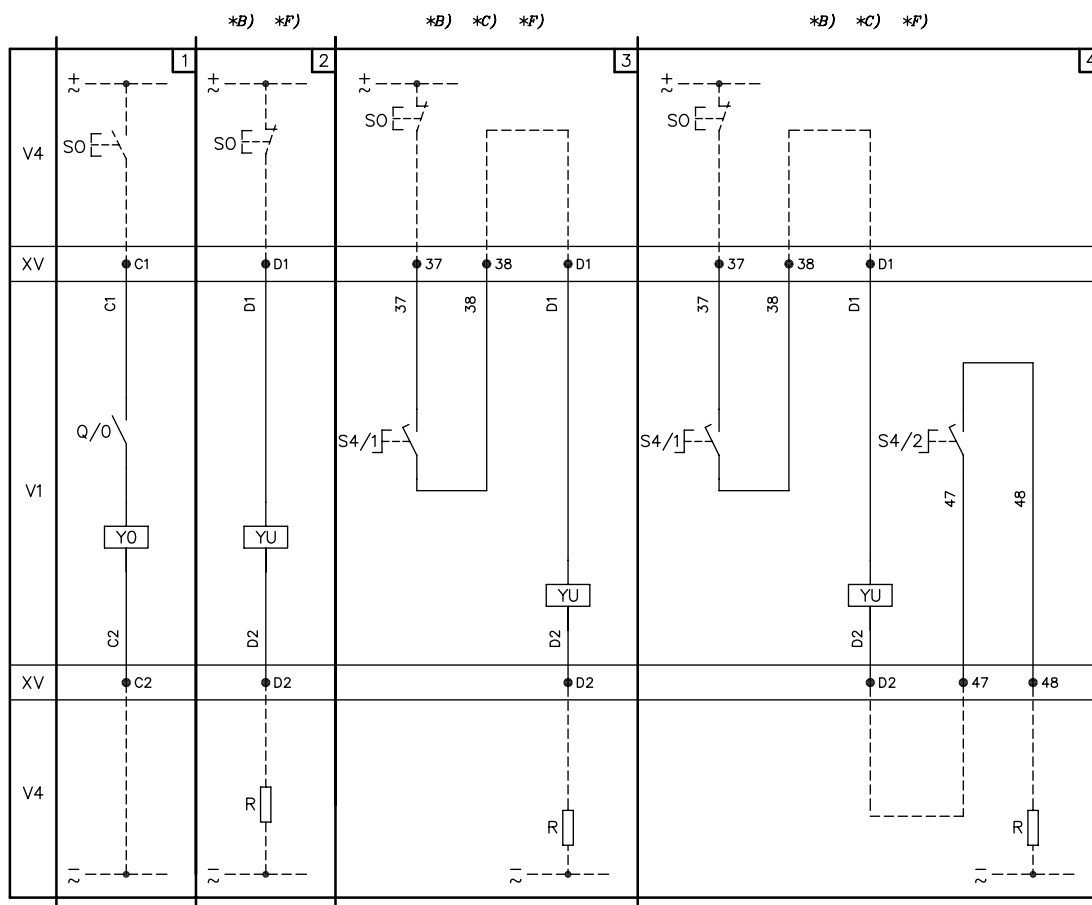 *B) *F) *B) *C) *F) *B) *C) *F)
1 2 3 4
+ ~ + ~ + ~ + ~
SO SO
V4 SO SO
XV C1 D1 37 38 D1 37 38 D1
C1 D1 37 38 D1 37 38 D1
Q/0 S4/1 S4/1 S4/2
V1 47 48
YO YU
YU YU
C2 D2 D2 D2
XV C2 D2 D2 D2 47 48
V4 R R R
− ~ − ~ − ~ − ~